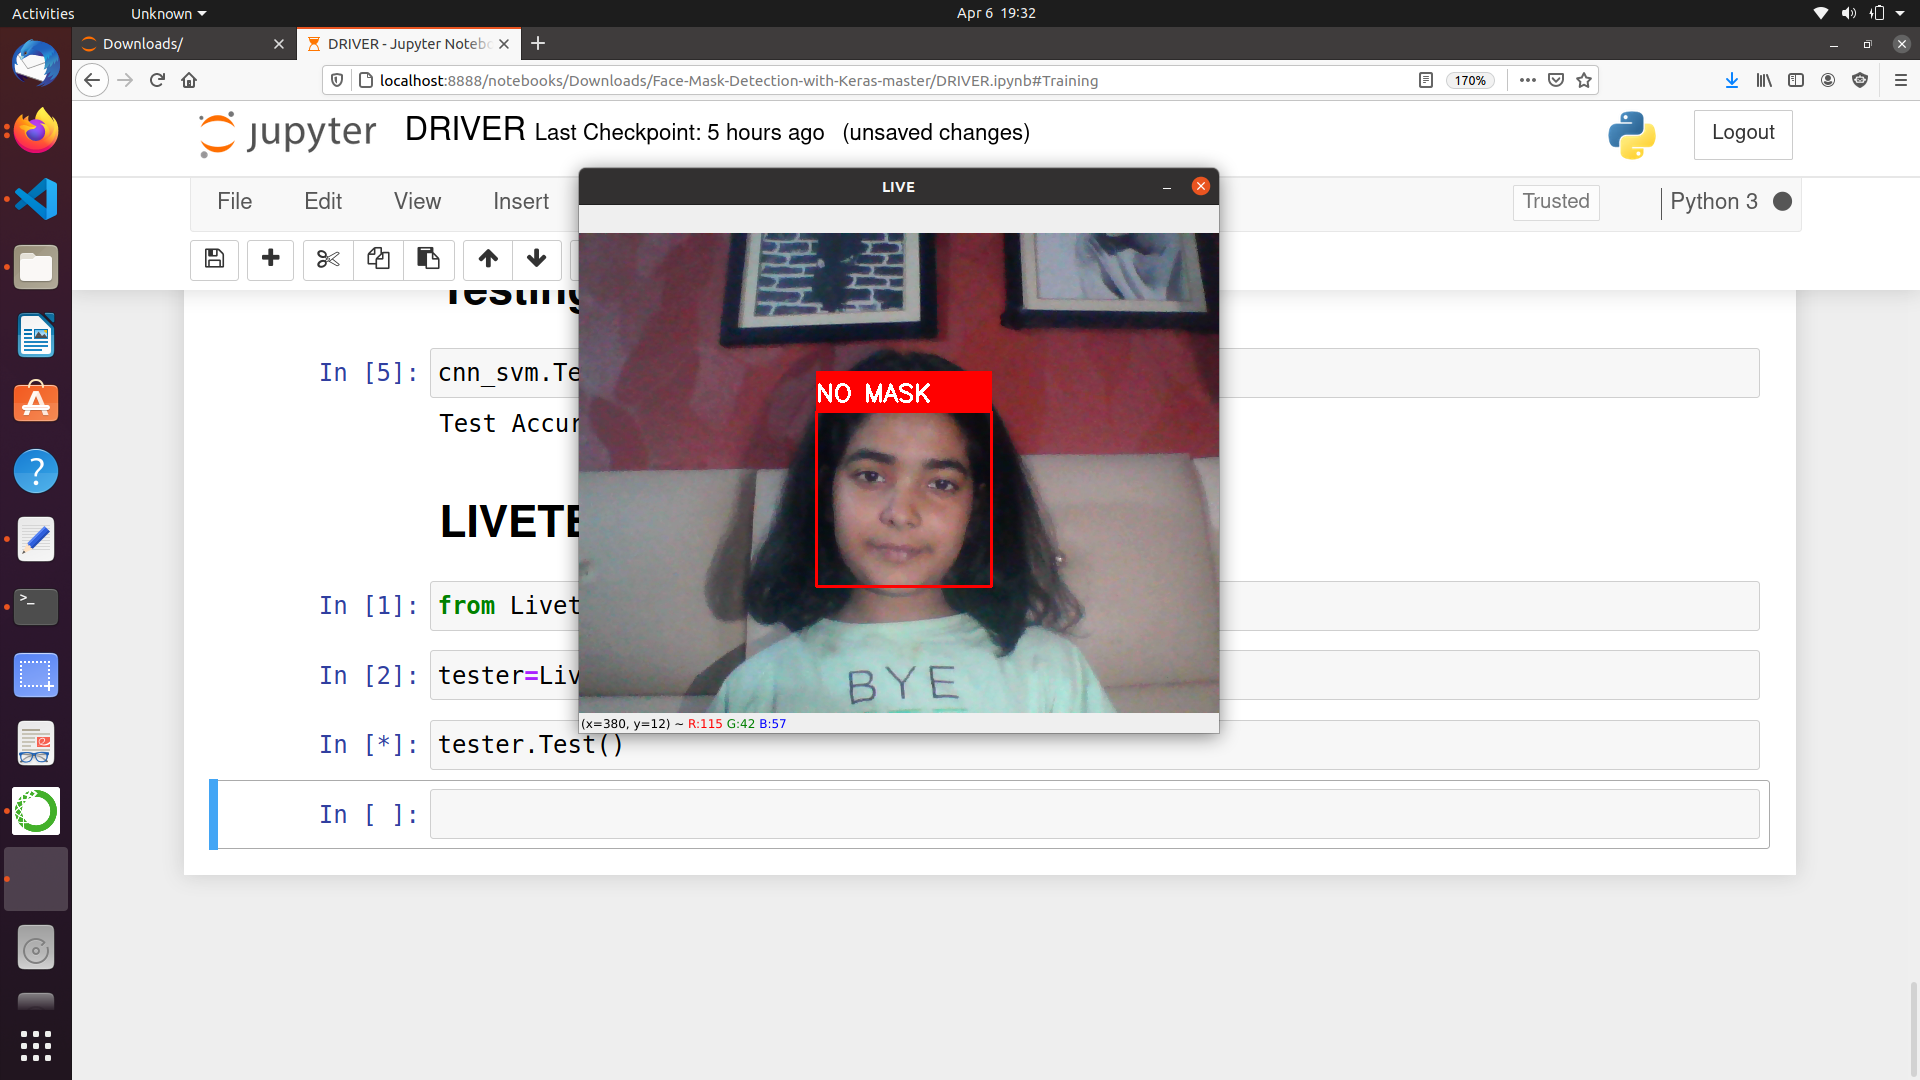 Activities
Unknown
Apr 6 19:32
Downloads/
DRIVER - Jupyter Notebo
localhost:8888/notebooks/Downloads/Face-Mask-Detection-with-Keras-master/DRIVER.ipynb#Training
170%
jupyter
DRIVER Last Checkpoint: 5 hours ago (unsaved changes)
Logout
File Edit View Insert
Trusted
Python 3
LIVE
Testing
In [5]: cnn_svm.Te
Test Accur
LIVETE
In [1]: from Livet
In [2]: tester=Liv
In [*]: tester.Test()
In [ ]:
NO MASK
BYE
(x=380, y=12) ~ R:115 G:42 B:57